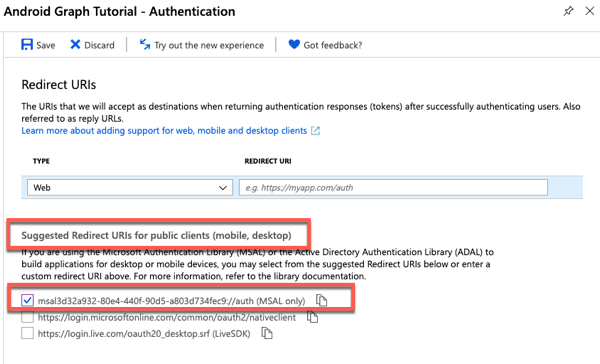 Android Graph Tutorial - Authentication
Save Discard Try out the new experience Got feedback?
Redirect URIs
The URIs that we will accept as destinations when returning authentication responses (tokens) after successfully authenticating users. Also
referred to as reply URLs.
Learn more about adding support for web, mobile and desktop clients
TYPE REDIRECT URI
Web e.g. https://myapp.com/auth
Suggested Redirect URIs for public clients (mobile, desktop)
If you are using the Microsoft Authentication Library (MSAL) or the Active Directory Authentication Library (ADAL) to
build applications for desktop or mobile devices, you may select from the suggested Redirect URIs below or enter a
custom redirect URI above. For more information, refer to the library documentation.
msal3d32a932-80e4-440f-90d5-a803d734fec9://auth (MSAL only)
https://login.microsoftonline.com/common/oauth2/nativeclient
https://login.live.com/oauth20_desktop.srf (LiveSDK)